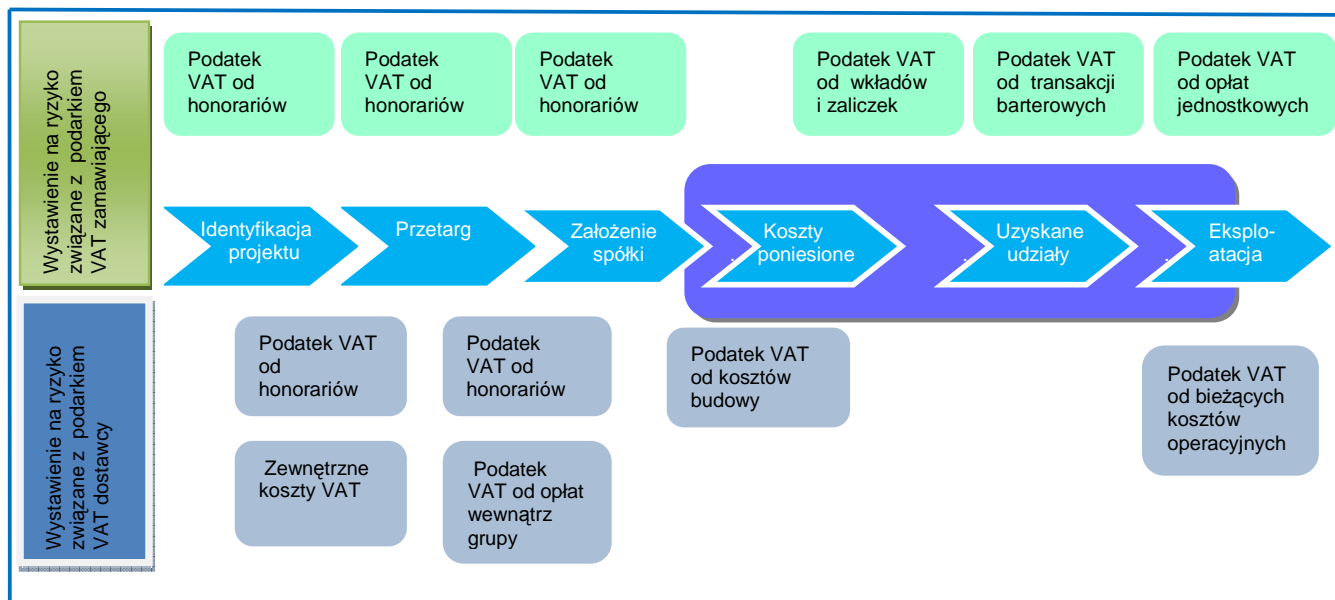 Wystawienie na ryzyko
związane z podarkiem
VAT zamawiającego
Podatek
VAT od
honorariów
Podatek
VAT od
honorariów
Podatek
VAT od
honorariów
Podatek VAT
od wkładów
i zaliczek
Podatek VAT
od transakcji
barterowych
Podatek VAT
od opłat
jednostkowych
Identyfikacja
projektu
Przetarg
Założenie
spółki
Koszty
poniesione
Uzyskane
udziały
Eksplo-
atacja
Wystawienie na ryzyko
związane z podarkiem
VAT dostawcy
Podatek VAT
od
honorariów
Podatek
VAT od
honorariów
Podatek VAT
od kosztów
budowy
Podatek VAT
od bieżących
kosztów
operacyjnych
Zewnętrzne
koszty VAT
Podatek
VAT od opłat
wewnątrz
grupy